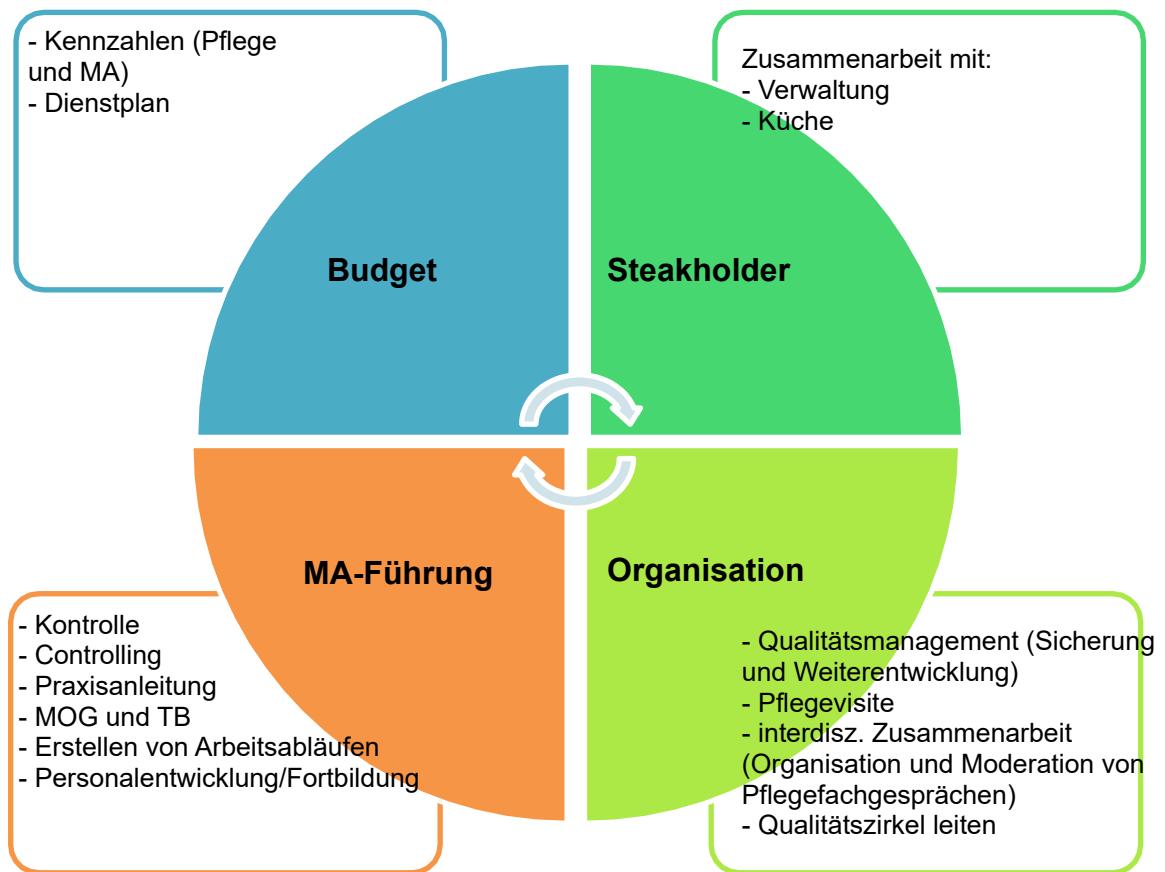 - Kennzahlen (Pflege
und MA)
- Dienstplan
Zusammenarbeit mit:
- Verwaltung
- Küche
Budget
Steakholder
MA-Führung
Organisation
- Kontrolle
- Controlling
- Praxisanleitung
- MOG und TB
- Erstellen von Arbeitsabläufen
- Personalentwicklung/Fortbildung
- Qualitätsmanagement (Sicherung
und Weiterentwicklung)
- Pflegevisite
- interdisz. Zusammenarbeit
(Organisation und Moderation von
Pflegefachgesprächen)
- Qualitätszirkel leiten